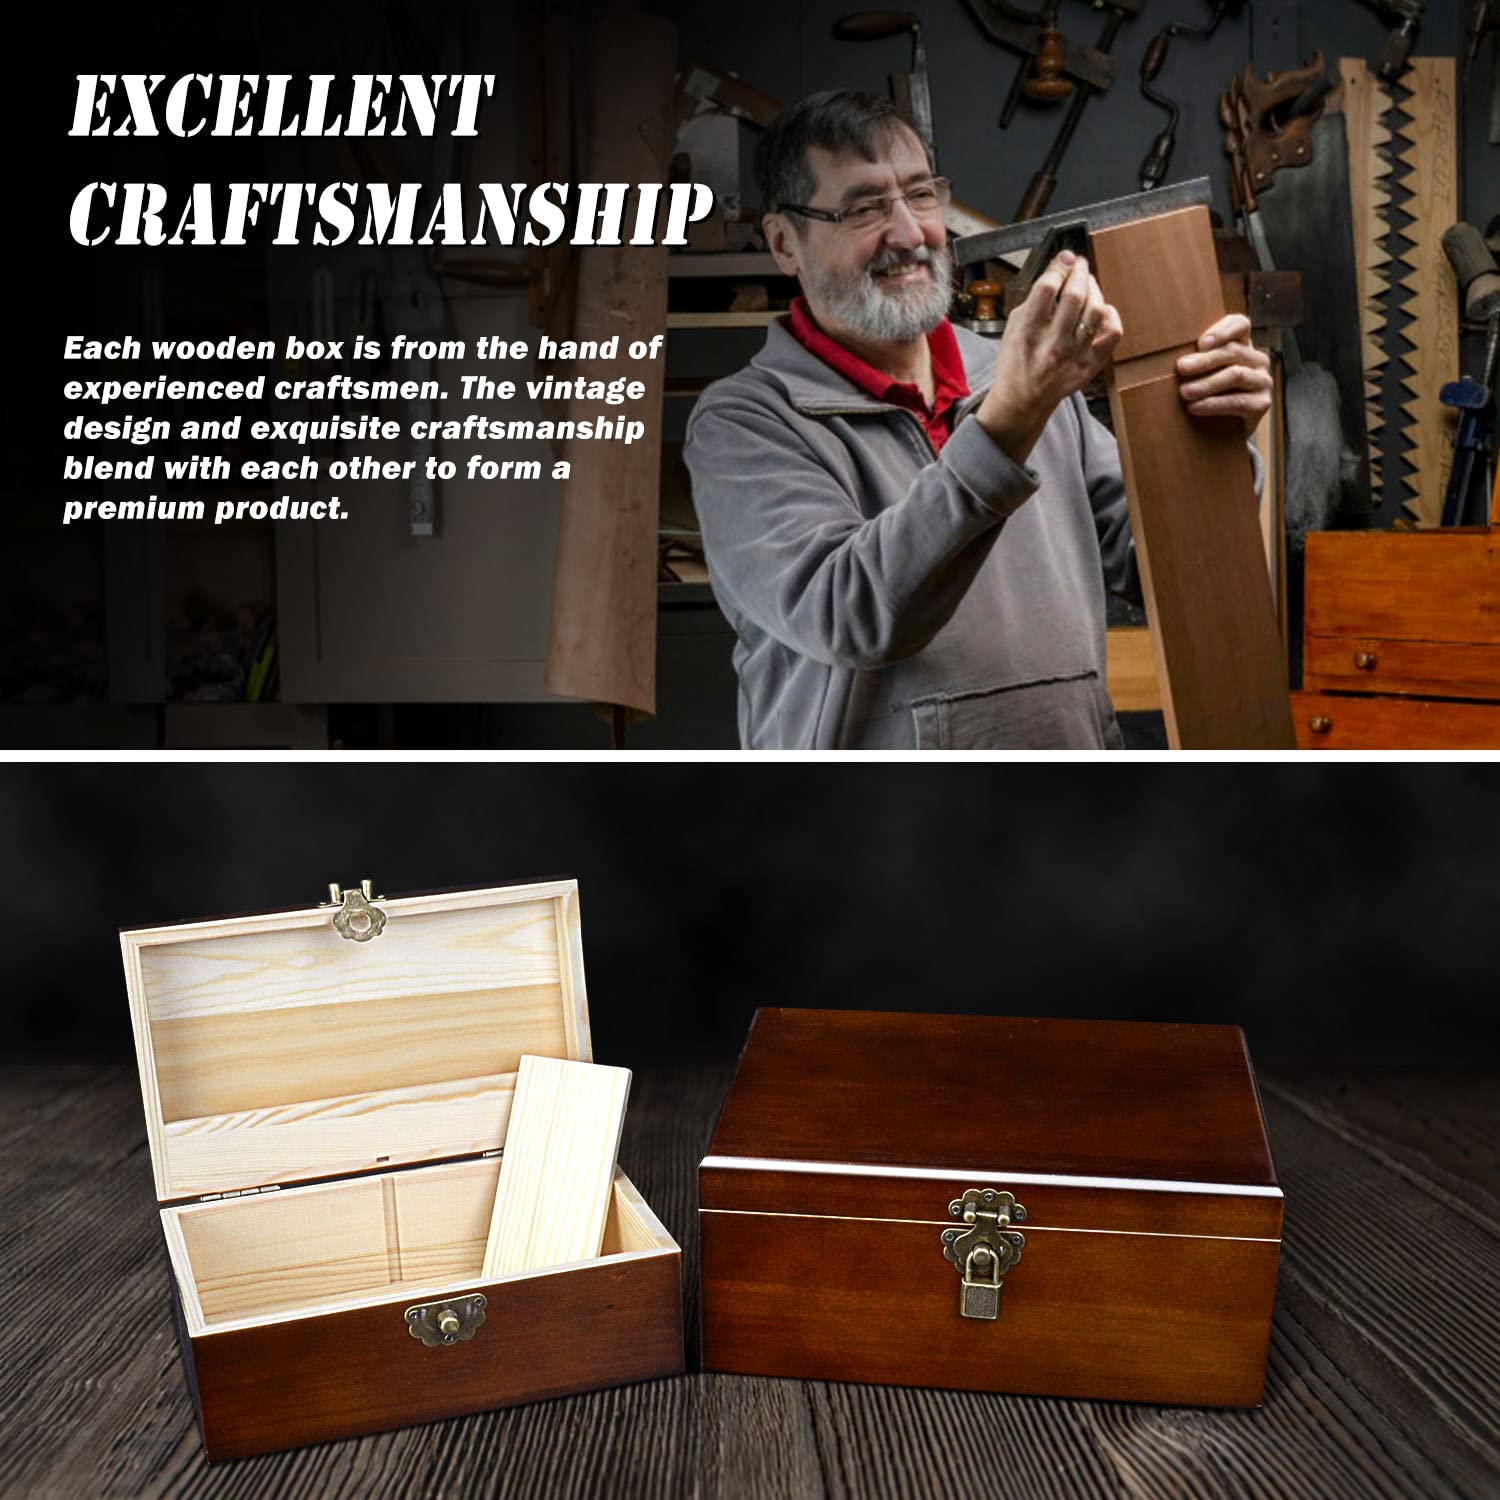 EXCELLENT
CRAFTSMANSHIP
Each wooden box is from the hand of
experienced craftsmen. The vintage
design and exquisite craftsmanship
blend with each other to form a
premium product.